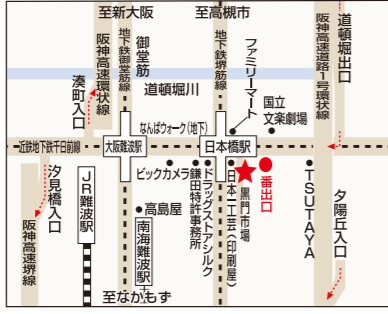 至新大阪
至高槻市
阪神高速環状線
湊町入口
地下鉄御堂筋線
御堂筋
道頓堀川
地下鉄堺筋線
ファミリーマート
国立
文楽劇場
阪神高速道路1号環状線
道頓堀出口
なんばウォーク(地下)
近鉄地下鉄千日前線
大阪難波駅
日本橋駅
汐見橋入口
阪神高速堺線
JR難波駅
ビックカメラ
高島屋
南海難波駅
鎌田特許事務所
ドラッグストアシルク
日本一工芸(印刷屋)
黒門市場
番出口
TSUTAYA
夕陽丘入口
至なかもず